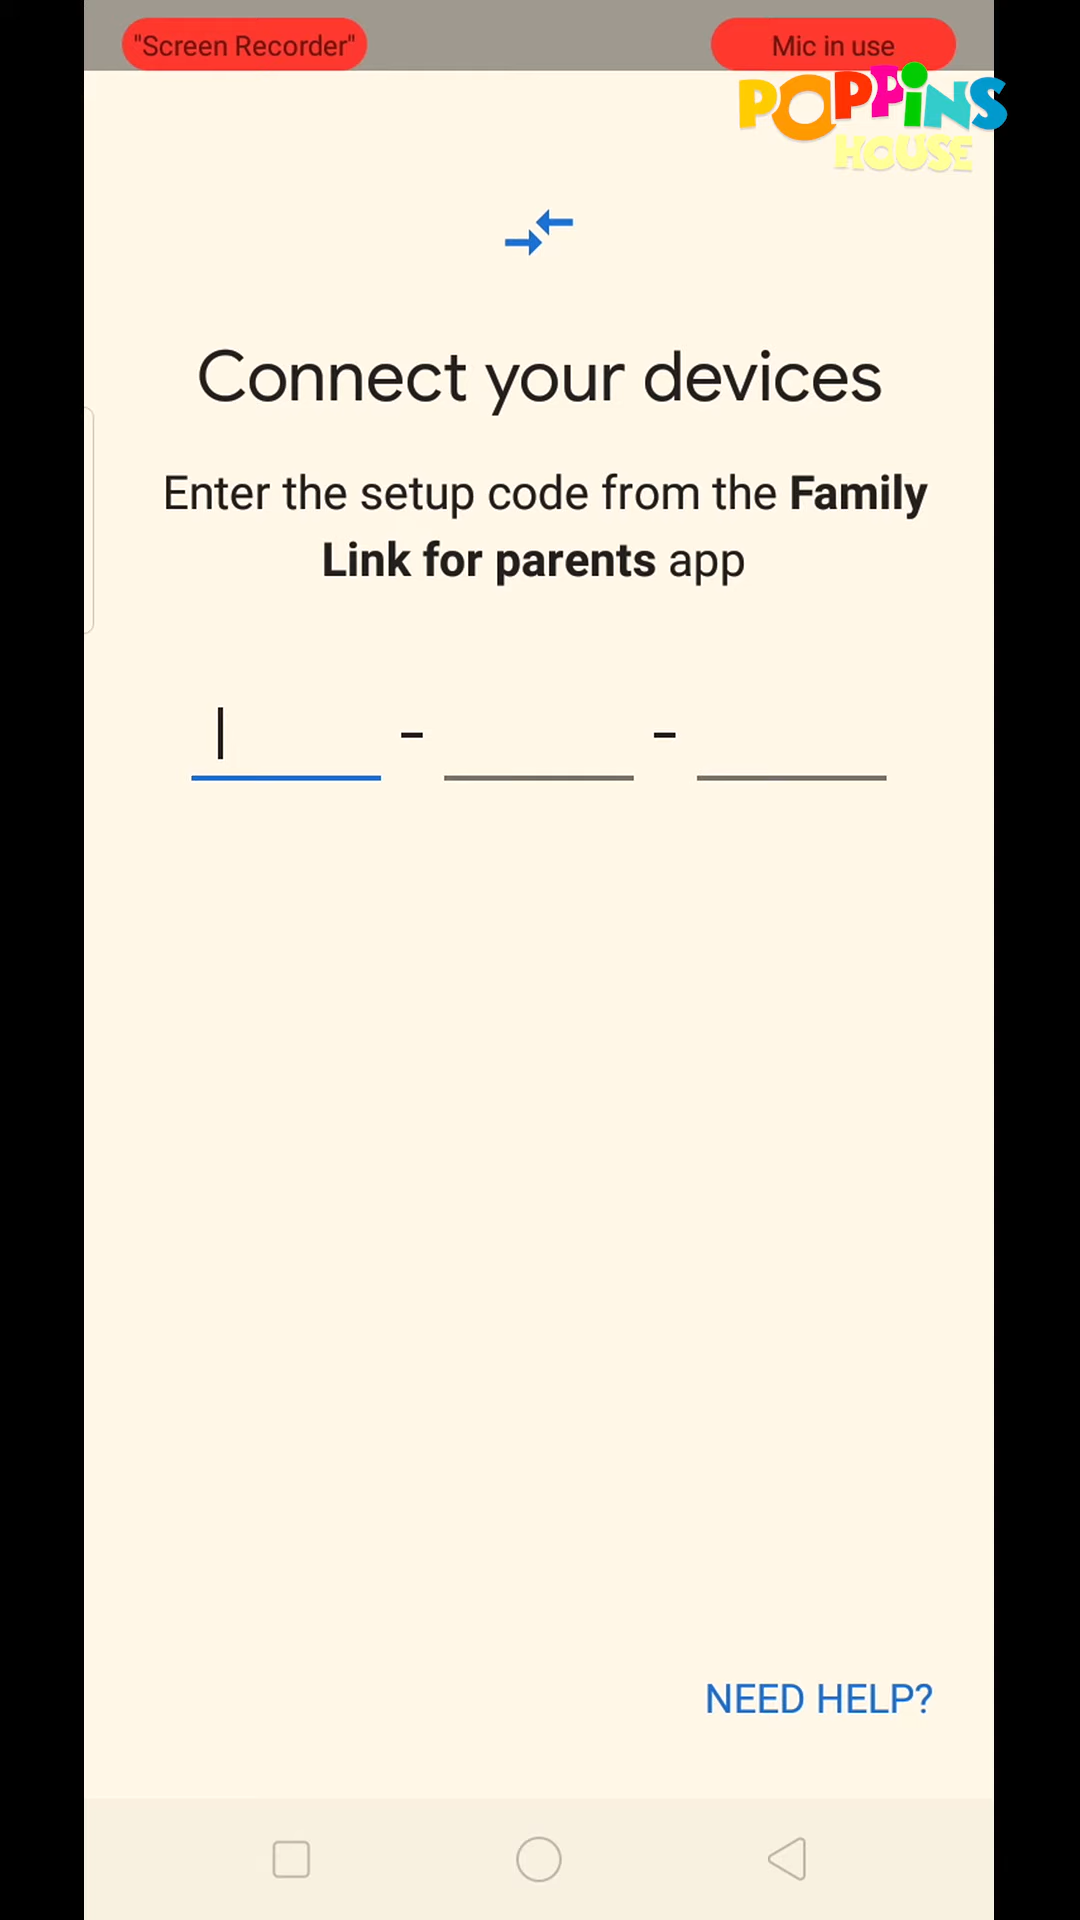 "Screen Recorder"
Mic in use
POPPiNS
HOUSE
Connect your devices
Enter the setup code from the Family
Link for parents app
- -
NEED HELP?